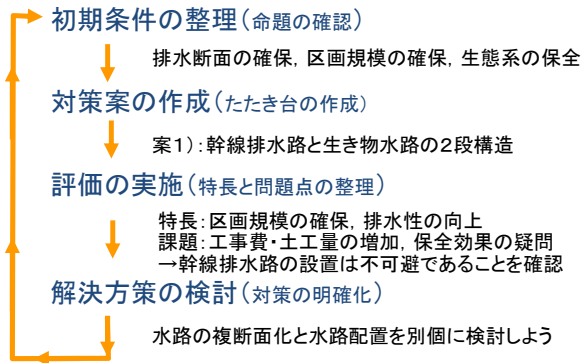 初期条件の整理(命題の確認)
排水断面の確保, 区画規模の確保, 生態系の保全
対策案の作成(たたき台の作成)
案1):幹線排水路と生き物水路の2段構造
評価の実施(特長と問題点の整理)
特長:区画規模の確保, 排水性の向上
課題:工事費・土工量の増加, 保全効果の疑問
→幹線排水路の設置は不可避であることを確認
解決方策の検討(対策の明確化)
水路の複断面化と水路配置を別個に検討しよう